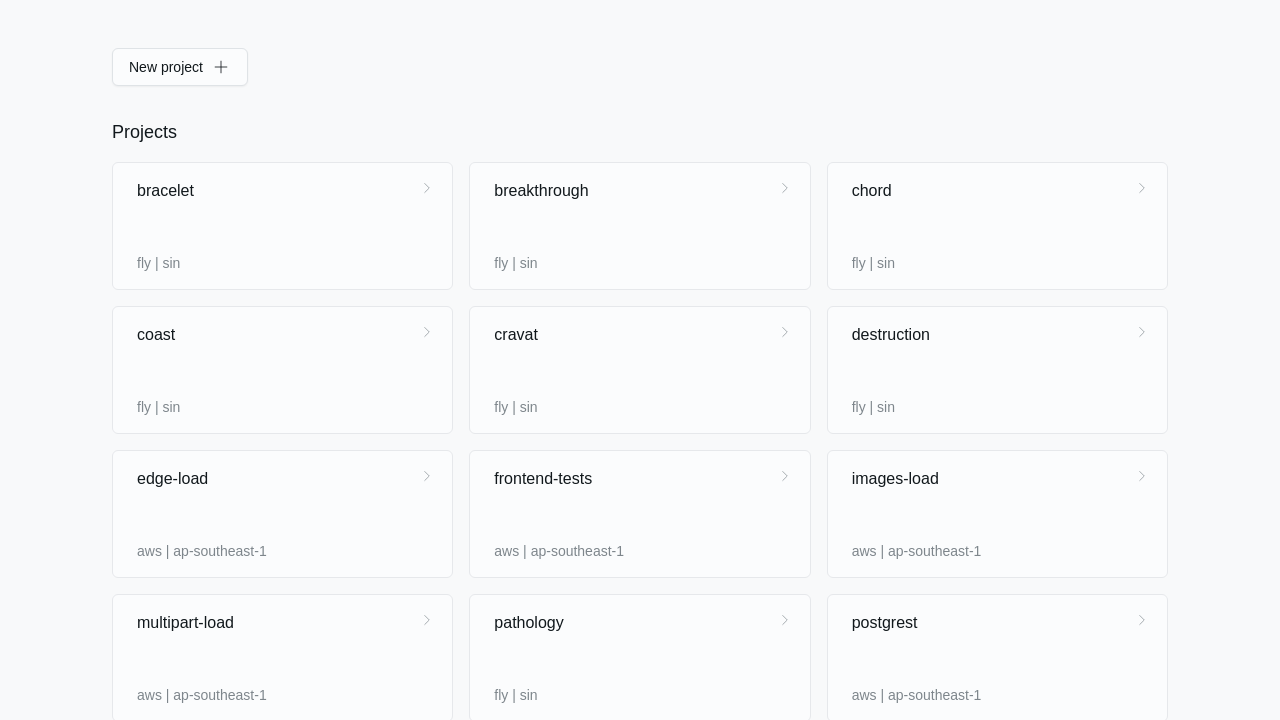 New project
Projects
bracelet
fly | sin
breakthrough
fly | sin
chord
fly | sin
coast
fly | sin
cravat
fly | sin
destruction
fly | sin
edge-load
aws | ap-southeast-1
frontend-tests
aws | ap-southeast-1
images-load
aws | ap-southeast-1
multipart-load
aws | ap-southeast-1
pathology
fly | sin
postgrest
aws | ap-southeast-1